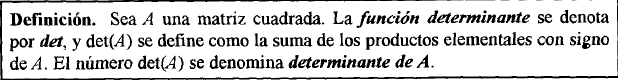 Definición. Sea A una matriz cuadrada. La función determinante se denota
por det, y det(A) se define como la suma de los productos elementales con signo
de A. El número det(A) se denomina determinante de A.